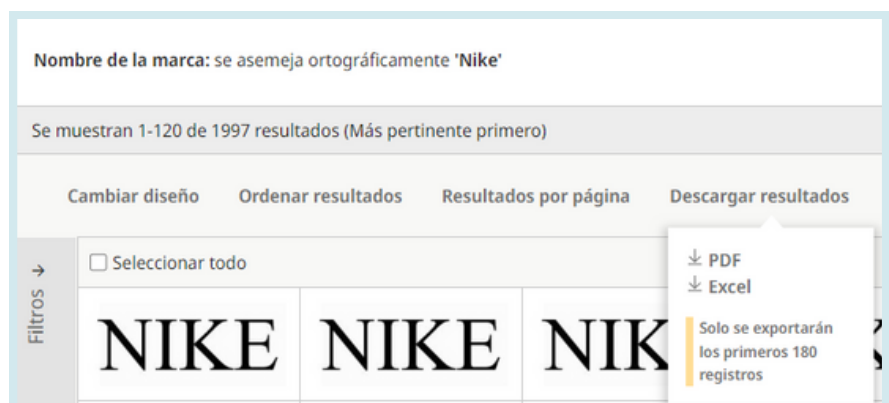 Nombre de la marca: se asemeja ortográficamente 'Nike'
Se muestran 1-120 de 1997 resultados (Más pertinente primero)
Cambiar diseño Ordenar resultados Resultados por página Descargar resultados
Filtros
Seleccionar todo
PDF
Excel
Solo se exportarán
los primeros 180
registros
NIKE NIKE NIK